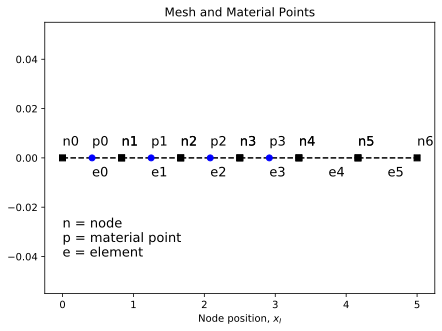 Mesh and Material Points
0.04
0.02
n0 p0 n1 p1 n2 p2 n3 p3 n4 n5 n6
0.00
e0 e1 e2 e3 e4 e5
−0.02
n = node
p = material point
e = element
−0.04
0 1 2 3 4 5
Node position, xI